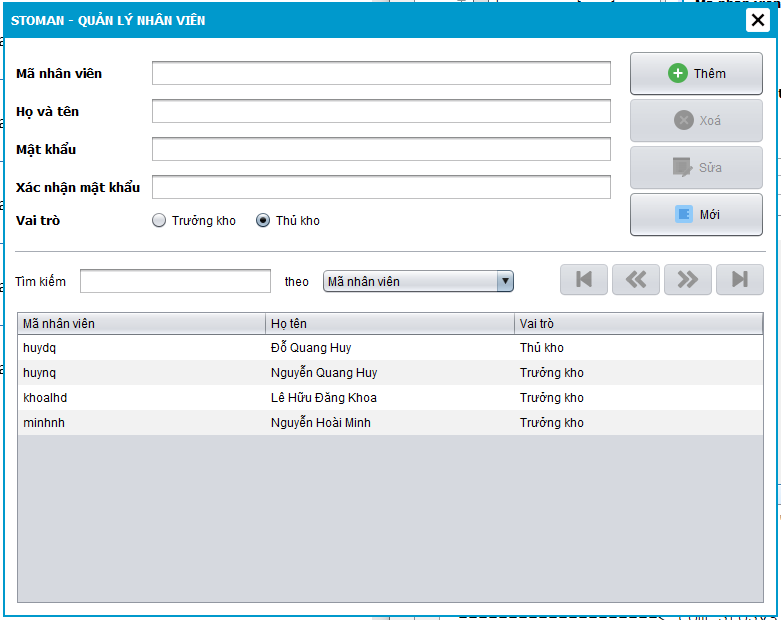 STOMAN - QUẢN LÝ NHÂN VIÊN
Mã nhân viên
Thêm
Họ và tên
Xoá
Mật khẩu
Sửa
Xác nhận mật khẩu
Mới
Vai trò Trưởng kho Thủ kho
Tìm kiếm theo Mã nhân viên
Mã nhân viên Họ tên Vai trò
huydq Đỗ Quang Huy Thủ kho
huynq Nguyễn Quang Huy Trưởng kho
khoalhd Lê Hữu Đăng Khoa Trưởng kho
minhnh Nguyễn Hoài Minh Trưởng kho